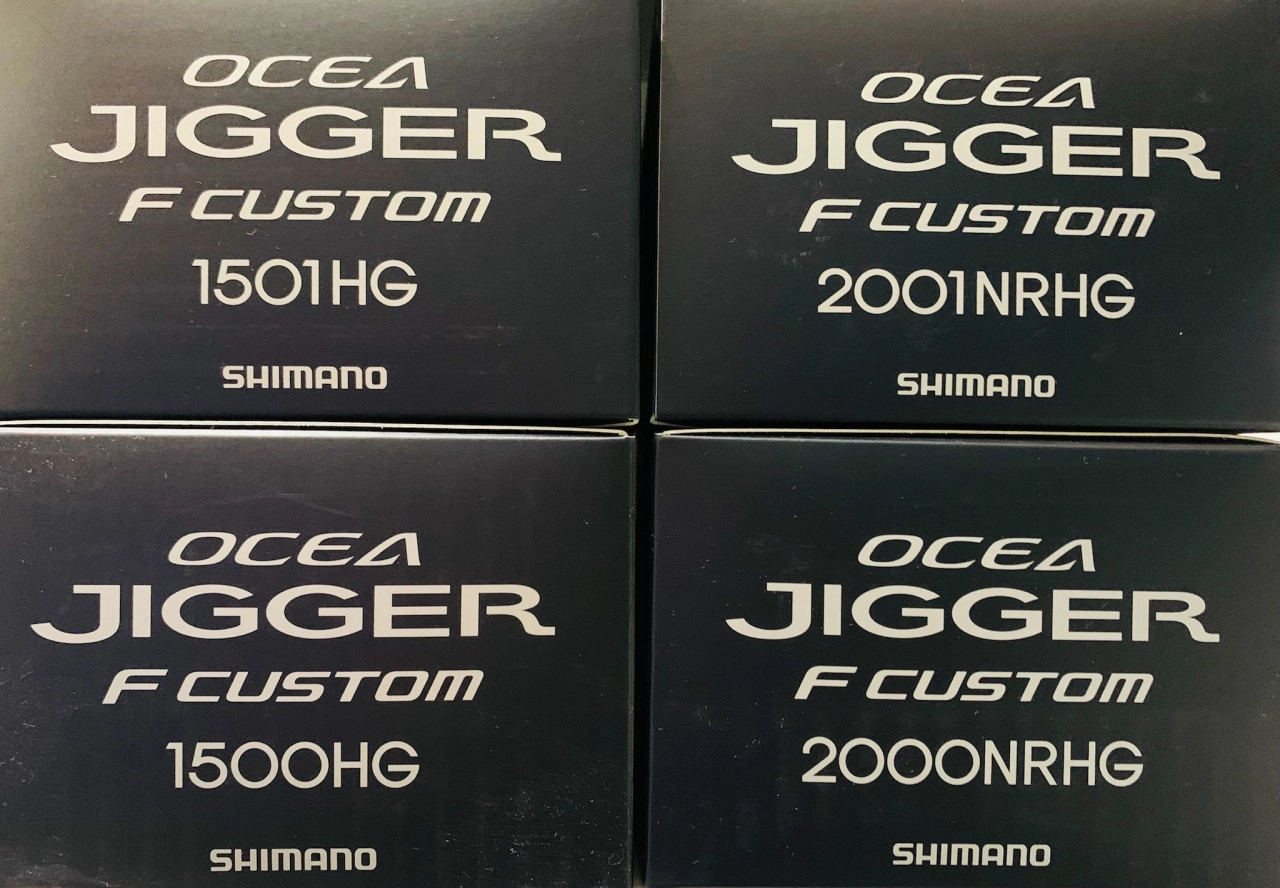 OCEA
JIGGER
F CUSTOM
1501HG
SHIMANO
OCEA
JIGGER
F CUSTOM
2001NRHG
SHIMANO
OCEA
JIGGER
F CUSTOM
1500HG
SHIMANO
OCEA
JIGGER
F CUSTOM
2000NRHG
SHIMANO